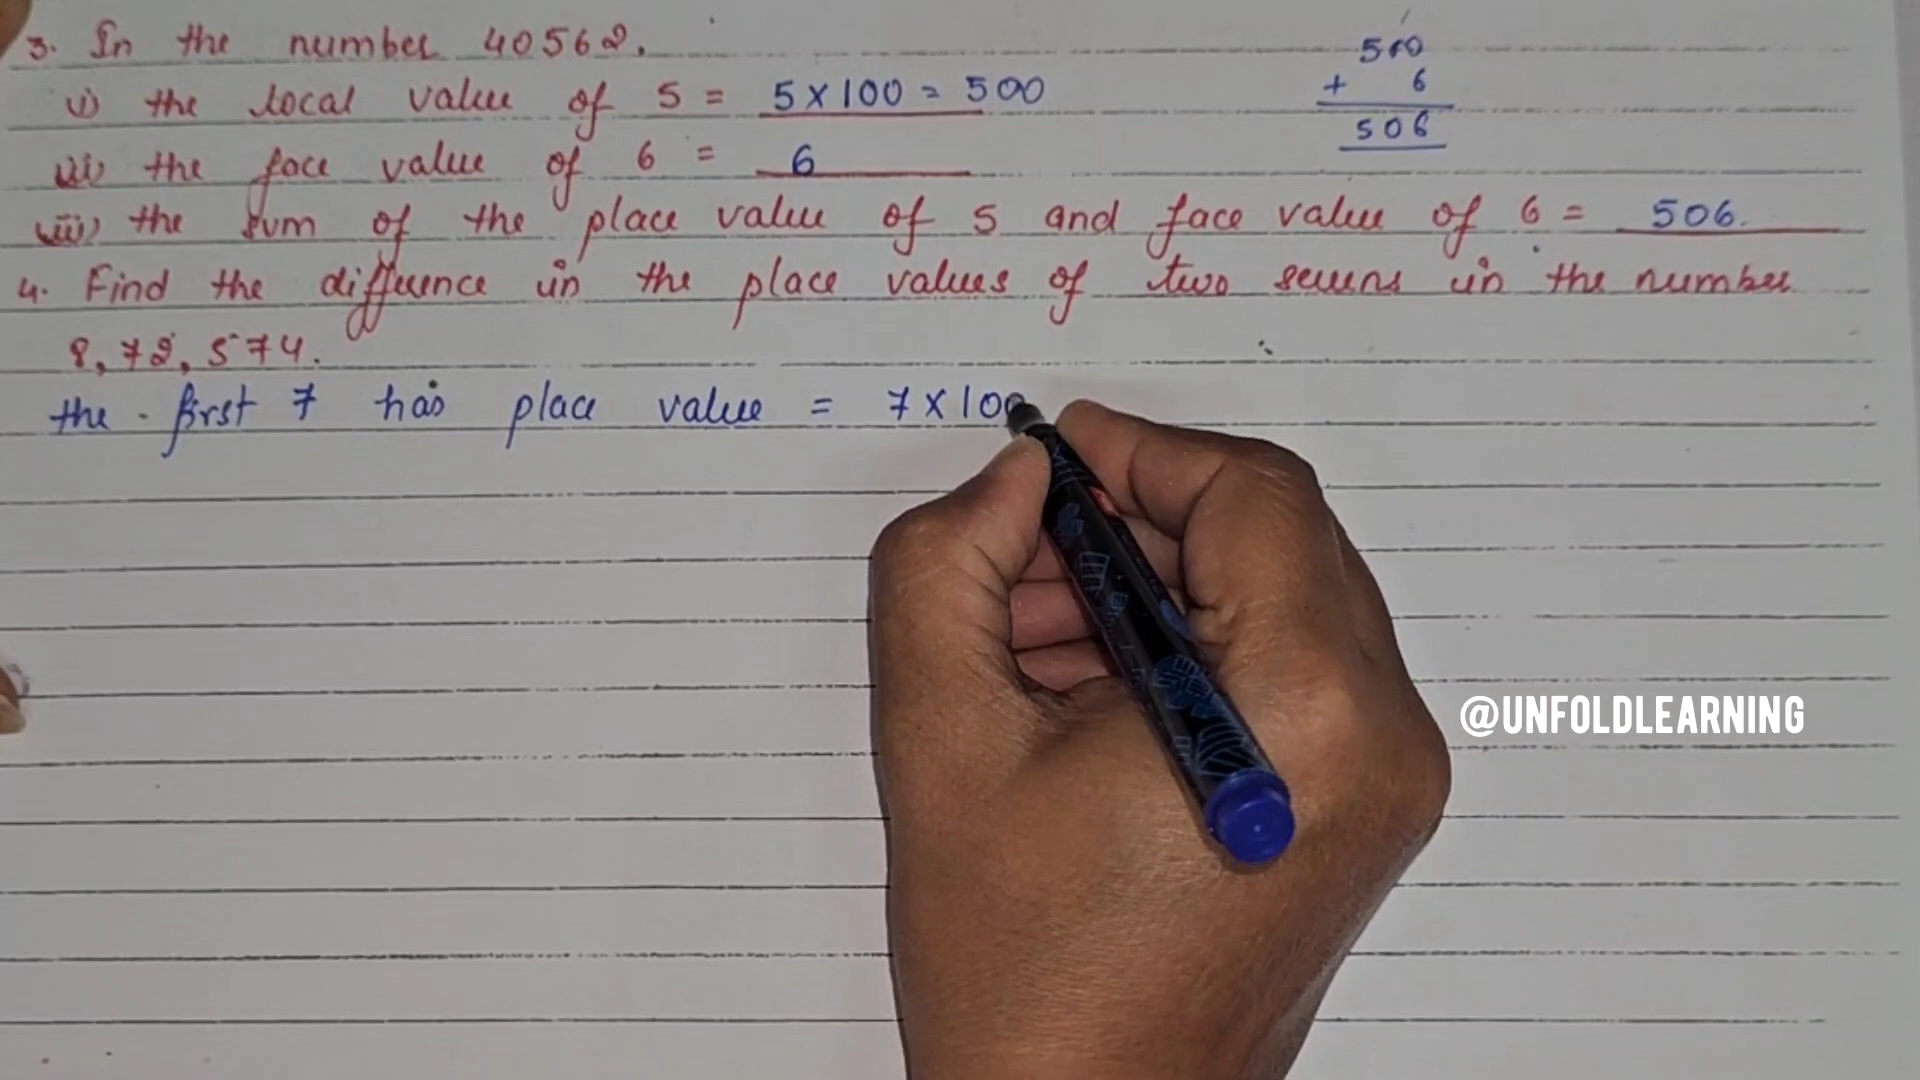 3. In the number 40562.
i) the local value of 5 = 5 × 100 = 500
ii) the face value of 6 = 6
iii) the sum of the place value of 5 and face value of 6 = 506.
500
+ 6
506
4. Find the difference in the place values of two sevens in the number
8,72,574.
the first 7 has place value = 7 × 100
@UNFOLDLEARNING